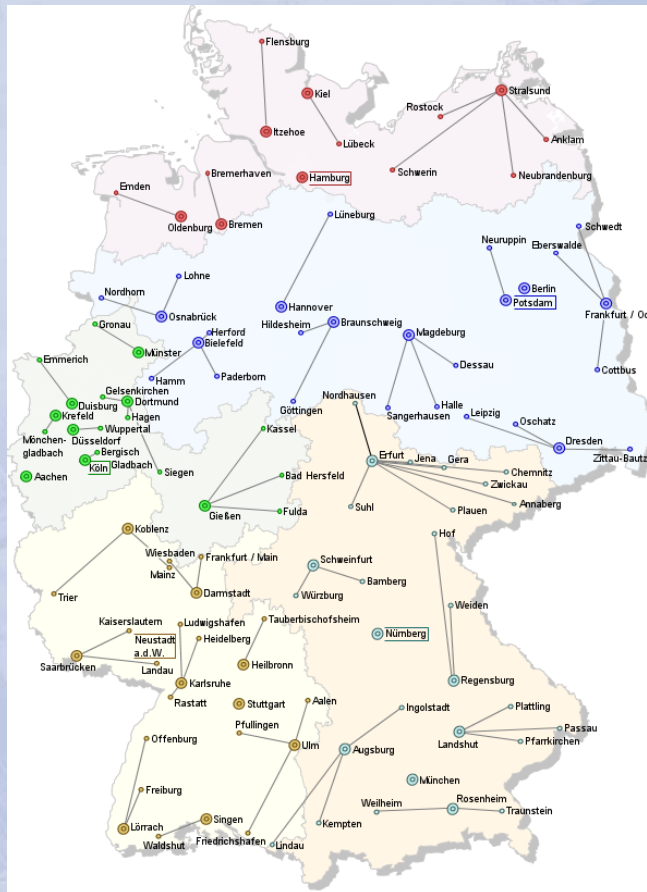 Flensburg
Kiel
Stralsund
Rostock
Itzehoe
Lübeck
Anklam
Schwerin
Bremerhaven
Hamburg
Neubrandenburg
Emden
Oldenburg
Bremen
Lüneburg
Schwedt
Neuruppin
Eberswalde
Lohne
Berlin
Nordhorn
Potsdam
Hannover
Osnabrück
Frankfurt / Od
Gronau
Herford
Hildesheim
Braunschweig
Magdeburg
Bielefeld
Münster
Emmerich
Dessau
Cottbus
Hamm
Paderborn
Gelsenkirchen
Nordhausen
Dortmund
Duisburg
Göttingen
Sangerhausen
Halle
Leipzig
Krefeld
Hagen
Oschatz
Wuppertal
Kassel
Mönchen-
gladbach
Düsseldorf
Dresden
Bergisch
Gladbach
Erfurt
Jena
Gera
Zittau-Bautz
Köln
Aachen
Siegen
Bad Hersfeld
Chemnitz
Zwickau
Annaberg
Gießen
Fulda
Suhl
Plauen
Koblenz
Hof
Wiesbaden
Frankfurt / Main
Mainz
Schweinfurt
Bamberg
Trier
Darmstadt
Würzburg
Weiden
Kaiserslautern
Ludwigshafen
Tauberbischofsheim
Neustadt
a.d.W.
Heidelberg
Nürnberg
Saarbrücken
Landau
Heilbronn
Karlsruhe
Regensburg
Rastatt
Stuttgart
Aalen
Ingolstadt
Plattling
Pfullingen
Passau
Offenburg
Ulm
Augsburg
Landshut
Pfarrkirchen
München
Freiburg
Weilheim
Rosenheim
Traunstein
Singen
Kempten
Lörrach
Waldshut
Friedrichshafen
Lindau